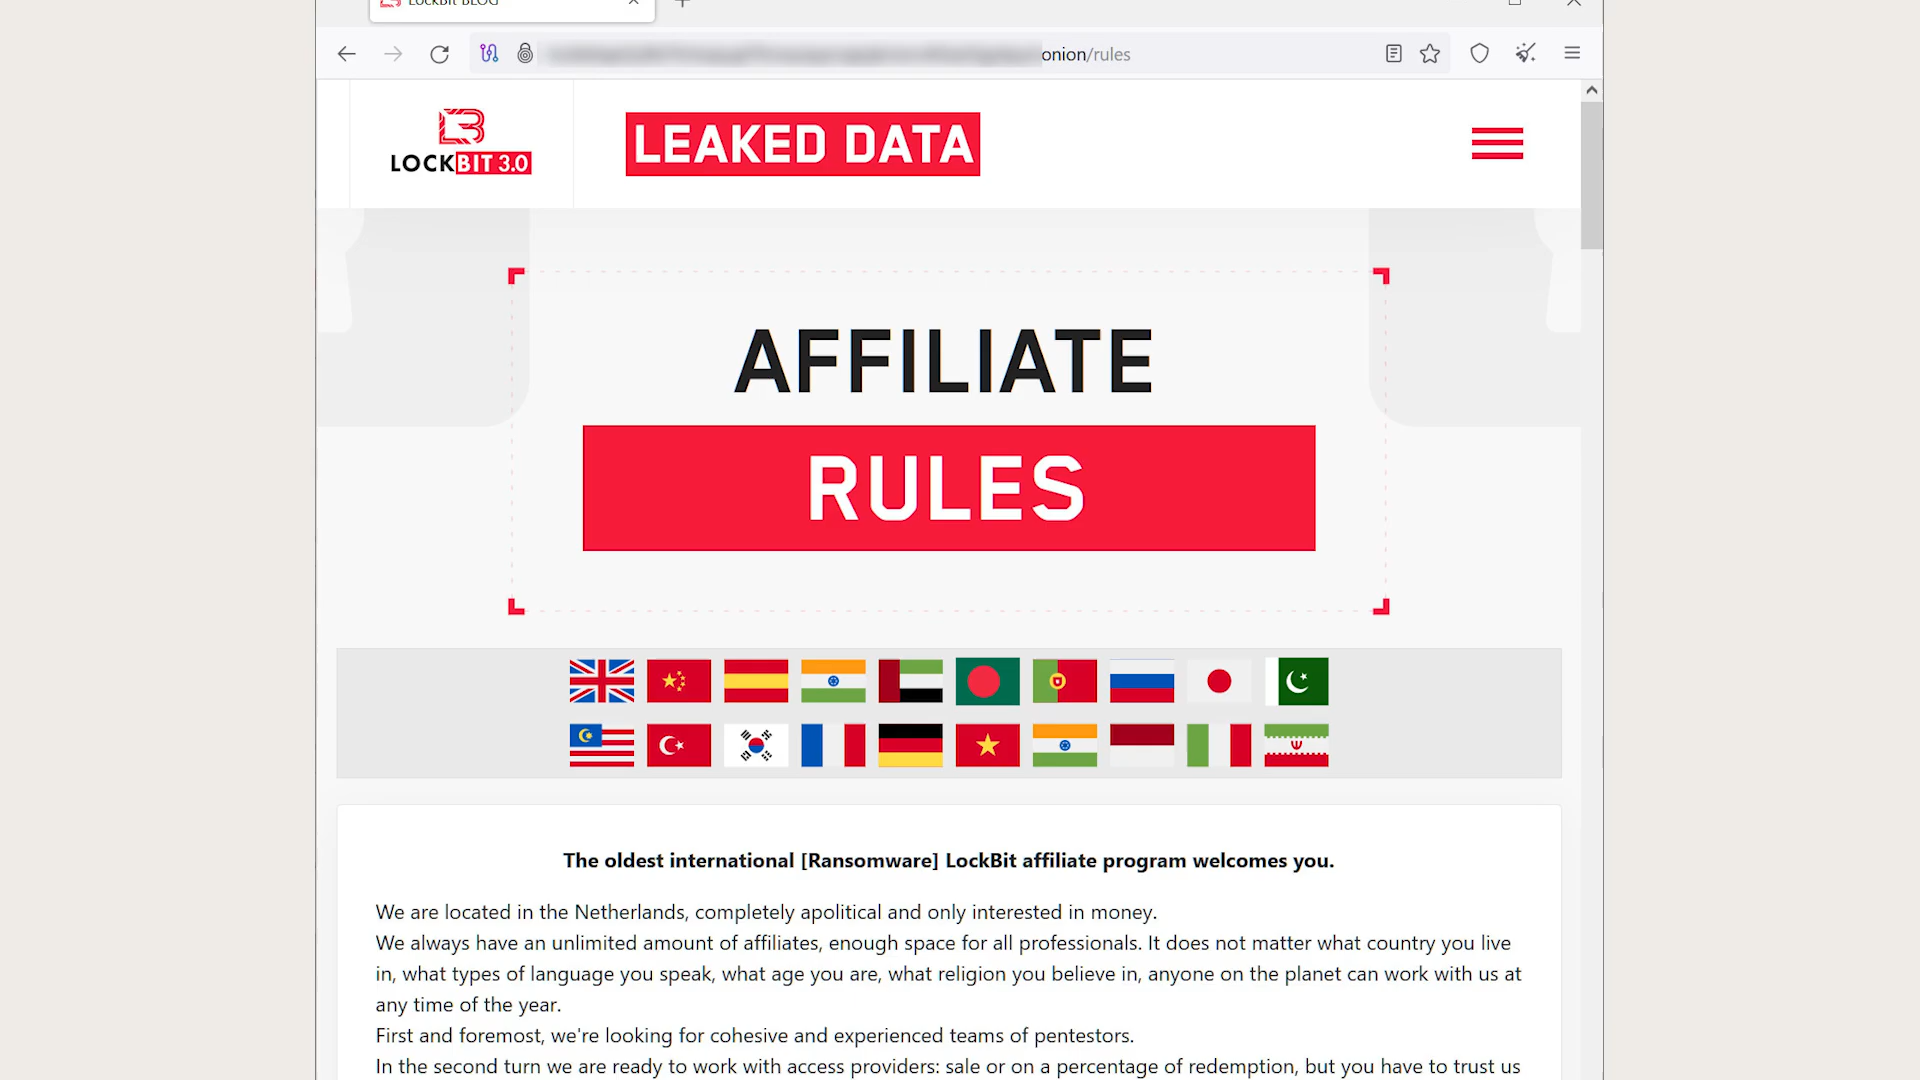 LockBit BLOG
onion/rules
LOCKBIT 3.0
LEAKED DATA
AFFILIATE
RULES
The oldest international [Ransomware] LockBit affiliate program welcomes you.
We are located in the Netherlands, completely apolitical and only interested in money.
We always have an unlimited amount of affiliates, enough space for all professionals. It does not matter what country you live
in, what types of language you speak, what age you are, what religion you believe in, anyone on the planet can work with us at
any time of the year.
First and foremost, we're looking for cohesive and experienced teams of pentestors.
In the second turn we are ready to work with access providers: sale or on a percentage of redemption, but you have to trust us